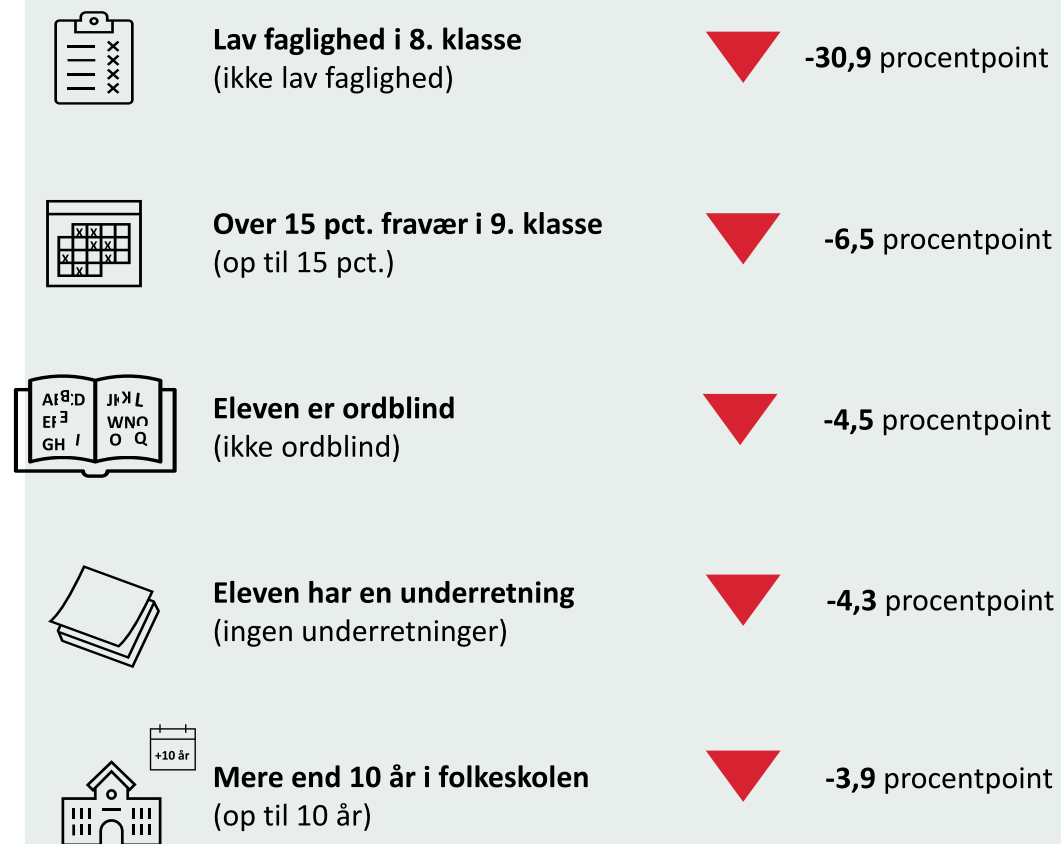 Lav faglighed i 8. klasse
(ikke lav faglighed)
-30,9 procentpoint
Over 15 pct. fravær i 9. klasse
(op til 15 pct.)
-6,5 procentpoint
Eleven er ordblind
(ikke ordblind)
-4,5 procentpoint
Eleven har en underretning
(ingen underretninger)
-4,3 procentpoint
+10 år
Mere end 10 år i folkeskolen
(op til 10 år)
-3,9 procentpoint